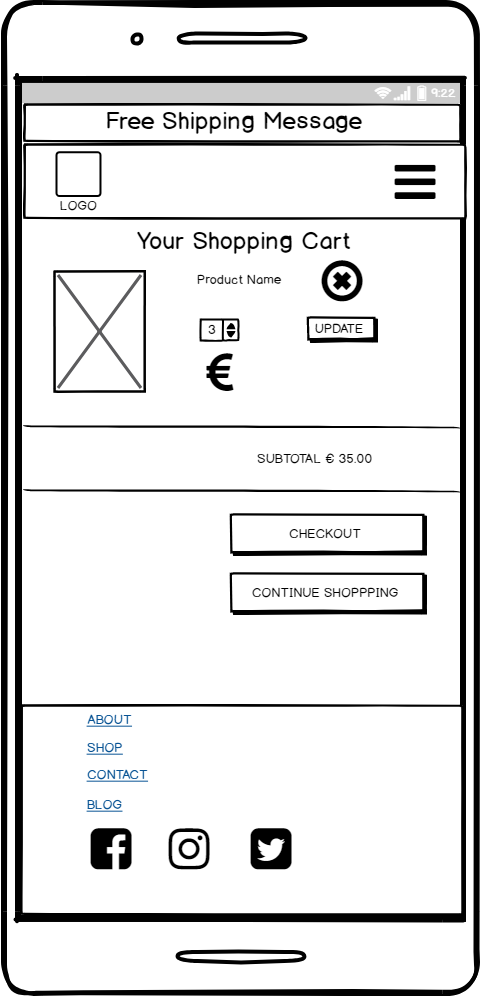 9:22
Free Shipping Message
LOGO
Your Shopping Cart
Product Name
3
UPDATE
€
SUBTOTAL € 35.00
CHECKOUT
CONTINUE SHOPPPING
ABOUT
SHOP
CONTACT
BLOG